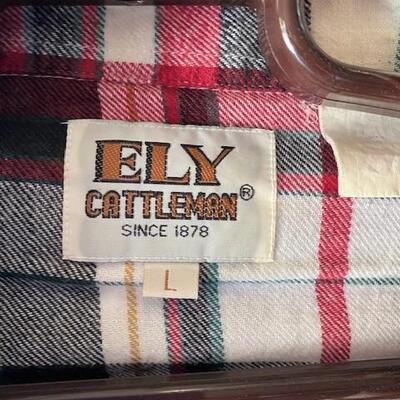 ELY
CATTLEMAN®
SINCE 1878
L